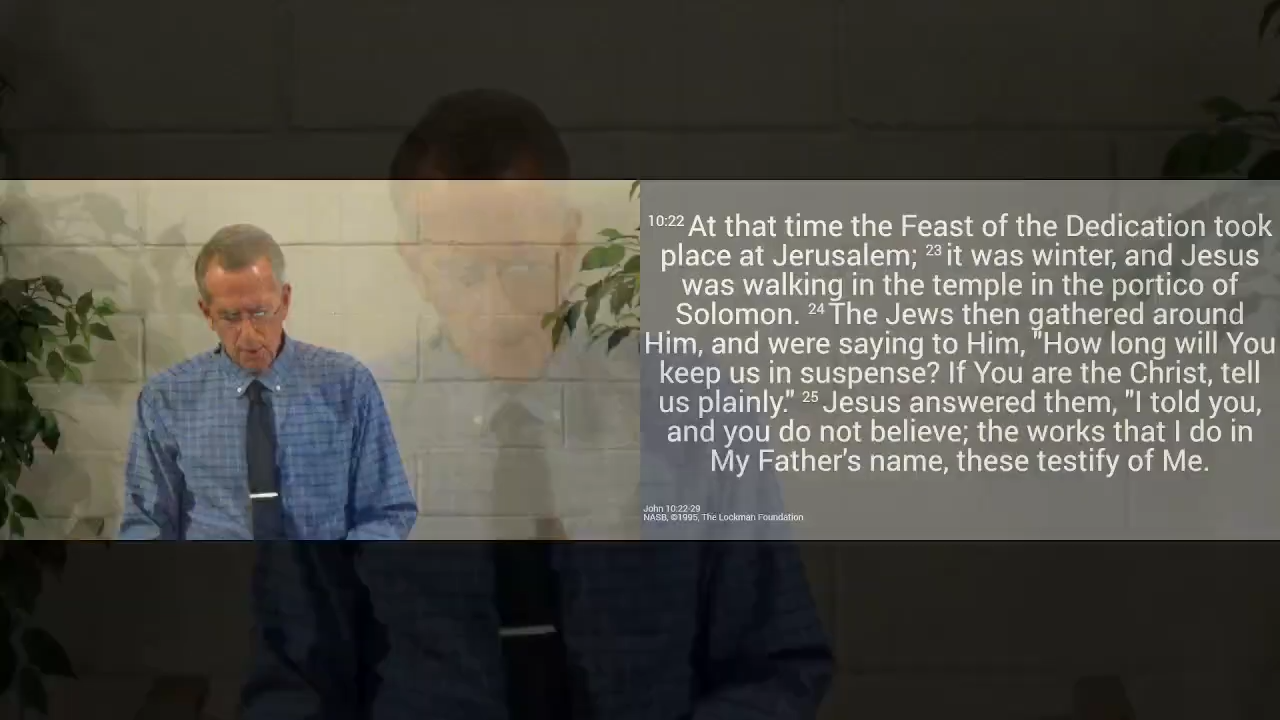 10:22 At that time the Feast of the Dedication took
place at Jerusalem; 23 it was winter, and Jesus
was walking in the temple in the portico of
Solomon. 24 The Jews then gathered around
Him, and were saying to Him, "How long will You
keep us in suspense? If You are the Christ, tell
us plainly." 25 Jesus answered them, "I told you,
and you do not believe; the works that I do in
My Father's name, these testify of Me.
John 10:22-29
NASB, ©1995, The Lockman Foundation